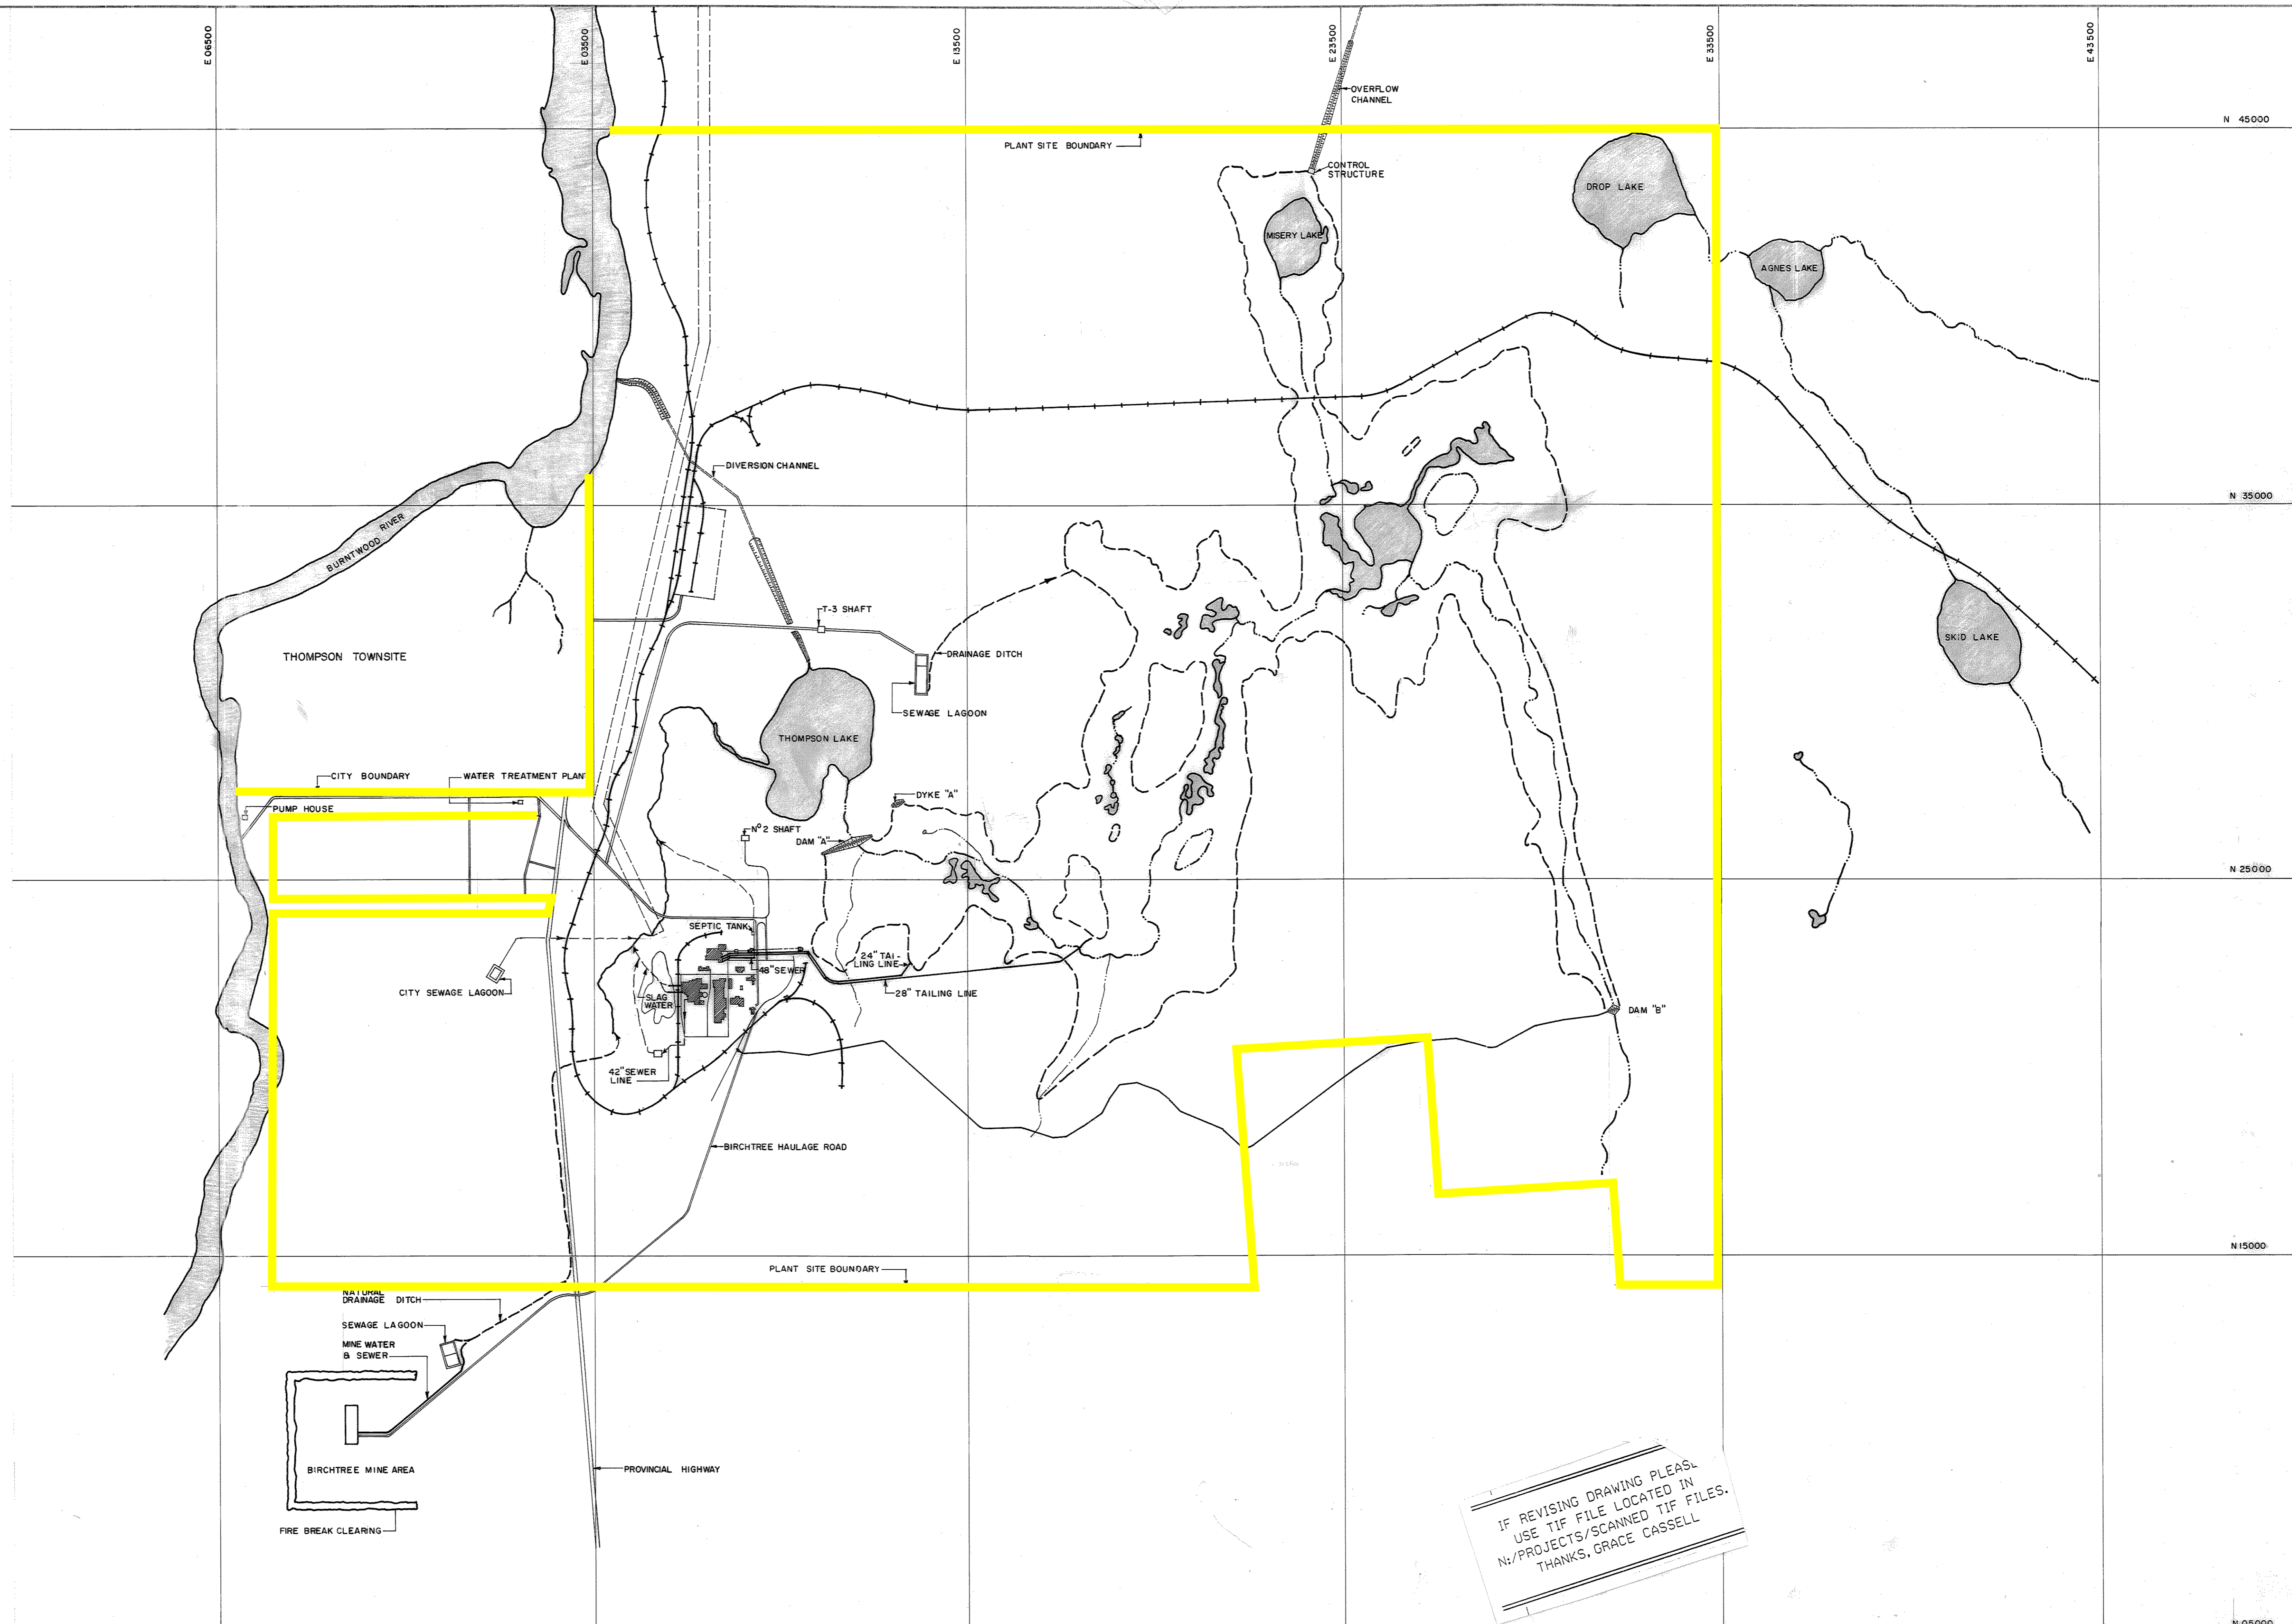 E 06500
E 03500
E 13500
E 23500
E 33500
E 43500
OVERFLOW
CHANNEL
N 45000
PLANT SITE BOUNDARY
CONTROL
STRUCTURE
DROP LAKE
MISERY LAKE
AGNES LAKE
DIVERSION CHANNEL
N 35000
BURNTWOOD RIVER
T-3 SHAFT
SKID LAKE
THOMPSON TOWNSITE
DRAINAGE DITCH
SEWAGE LAGOON
THOMPSON LAKE
CITY BOUNDARY
WATER TREATMENT PLANT
DYKE "A"
PUMP HOUSE
Nº 2 SHAFT
DAM "A"
N 25000
SEPTIC TANK
24" TAI-
LING LINE
48" SEWER
CITY SEWAGE LAGOON
28" TAILING LINE
SLAG
WATER
DAM "B"
42" SEWER
LINE
BIRCHTREE HAULAGE ROAD
N 15000
PLANT SITE BOUNDARY
NATURAL
DRAINAGE DITCH
SEWAGE LAGOON
MINE WATER
& SEWER
BIRCHTREE MINE AREA
PROVINCIAL HIGHWAY
FIRE BREAK CLEARING
IF REVISING DRAWING PLEASE
USE TIF FILE LOCATED IN
N:/PROJECTS/SCANNED TIF FILES.
THANKS, GRACE CASSELL
N 05000